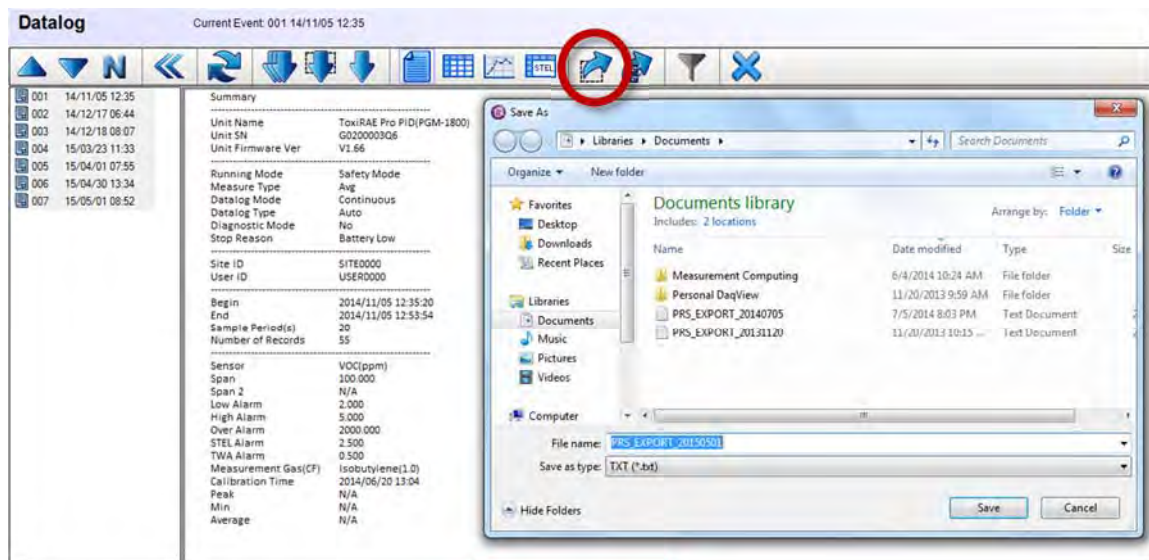 Datalog
Current Event: 001 14/11/05 12:35
N
STEL
001 14/11/05 12:35
002 14/12/17 06:44
003 14/12/18 08:07
004 15/03/23 11:33
005 15/04/01 07:55
006 15/04/30 13:34
007 15/05/01 08:52
Summary
Unit Name ToxiRAE Pro PID(PGM-1800)
Unit SN G0200003Q6
Unit Firmware Ver V1.66
Running Mode Safety Mode
Measure Type Avg
Datalog Mode Continuous
Datalog Type Auto
Diagnostic Mode No
Stop Reason Battery Low
Site ID SITE0000
User ID USER0000
Begin 2014/11/05 12:35:20
End 2014/11/05 12:53:54
Sample Period(s) 20
Number of Records 55
Sensor VOC(ppm)
Span 100.000
Span 2 N/A
Low Alarm 2.000
High Alarm 5.000
Over Alarm 2000.000
STEL Alarm 2.500
TWA Alarm 0.500
Measurement Gas(CF) Isobutylene(1.0)
Calibration Time 2014/06/20 13:04
Peak N/A
Min N/A
Average N/A
Save As
Libraries Documents
Search Documents
Organize New folder
Favorites
Desktop
Downloads
Recent Places
Libraries
Documents
Music
Pictures
Videos
Computer
Documents library
Includes: 2 locations
Arrange by: Folder
Name Date modified Type Size
Measurement Computing 6/4/2014 10:24 AM File folder
Personal DaqView 11/20/2013 9:59 AM File folder
PRS_EXPORT_20140705 7/5/2014 8:03 PM Text Document
PRS_EXPORT_20131120 11/20/2013 10:15 ... Text Document
File name: PRS_EXPORT_20150501
Save as type: TXT (*.txt)
Hide Folders
Save Cancel